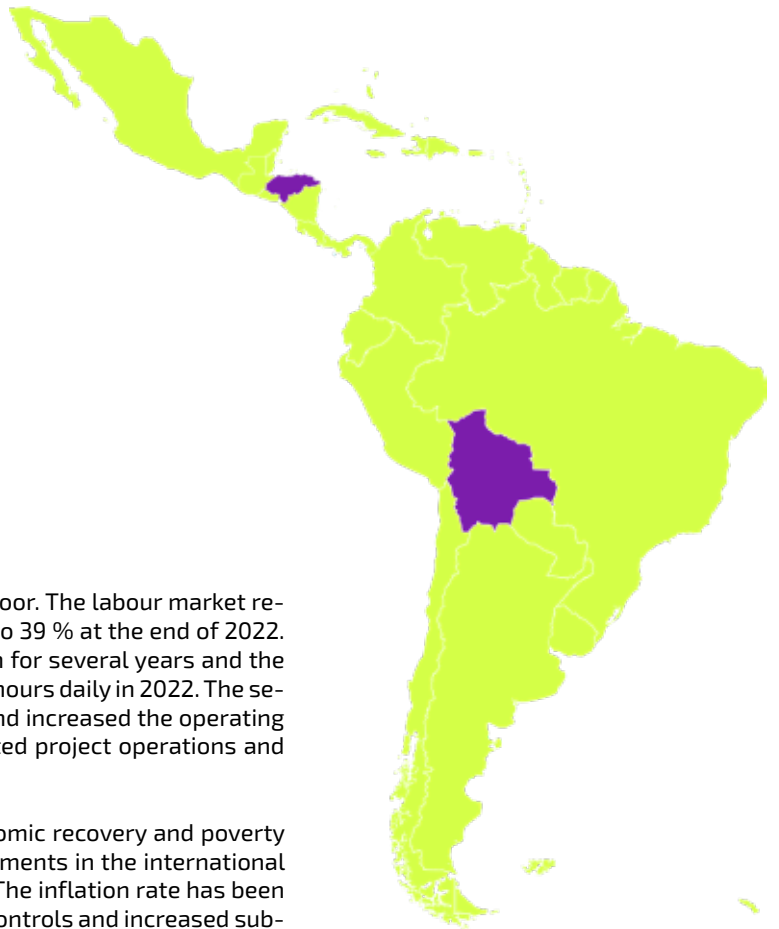 oor. The labour market re-
o 39 % at the end of 2022.
for several years and the
hours daily in 2022. The se-
nd increased the operating
ed project operations and
omic recovery and poverty
ments in the international
The inflation rate has been
ontrols and increased sub-